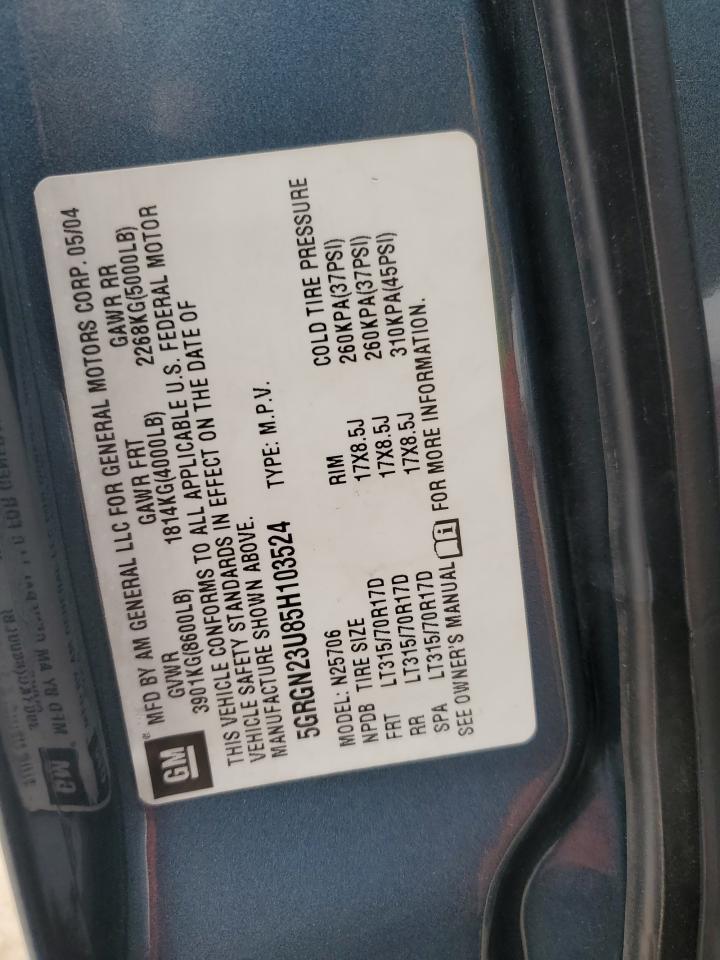 GM
MFD BY AM GENERAL LLC FOR GENERAL MOTORS CORP. 05/04
GVWR GAWR FRT GAWR RR
3901KG(8600LB) 1814KG(4000LB) 2268KG(5000LB)
THIS VEHICLE CONFORMS TO ALL APPLICABLE U.S. FEDERAL MOTOR
VEHICLE SAFETY STANDARDS IN EFFECT ON THE DATE OF
MANUFACTURE SHOWN ABOVE.
5GRGN23U85H103524 TYPE: M.P.V.
MODEL: N25706
NPDB TIRE SIZE RIM COLD TIRE PRESSURE
FRT LT315/70R17D 17X8.5J 260KPA(37PSI)
RR LT315/70R17D 17X8.5J 260KPA(37PSI)
SPA LT315/70R17D 17X8.5J 310KPA(45PSI)
SEE OWNER'S MANUAL FOR MORE INFORMATION.